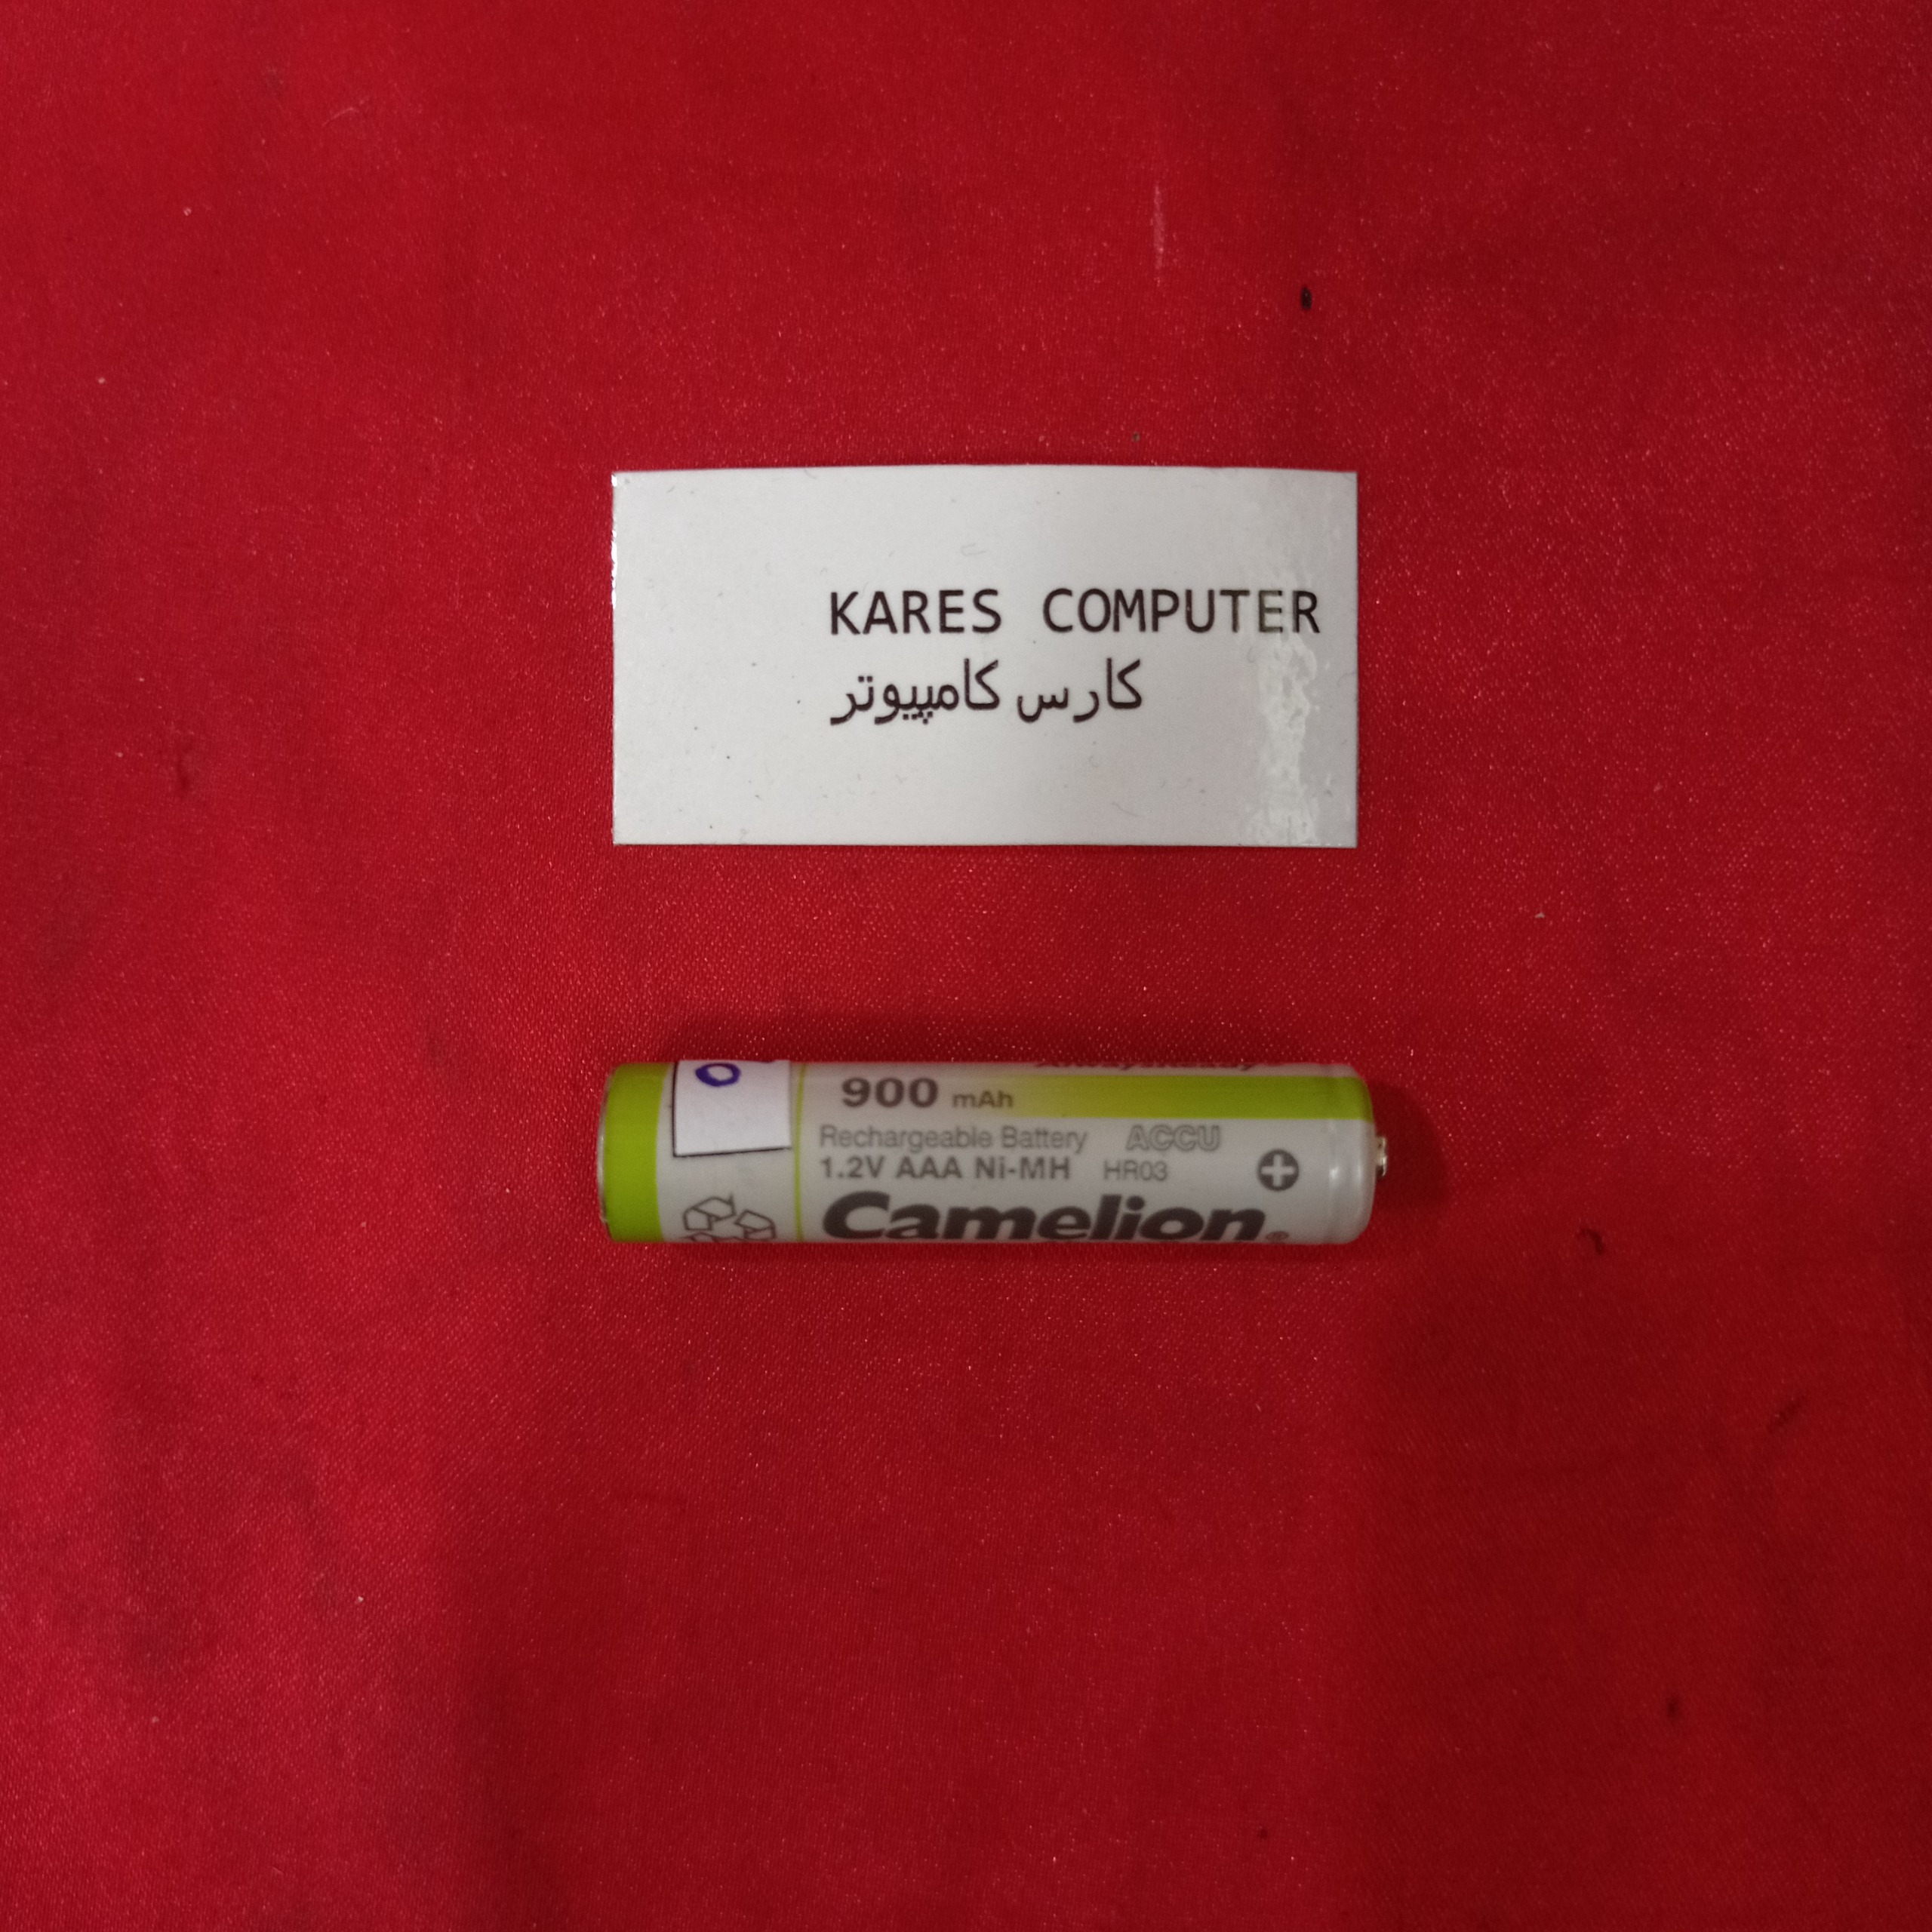 KARES COMPUTER
کارس کامپیوتر
900 mAh
Rechargeable Battery ACCU
1.2V AAA Ni-MH HR03
Camelion®